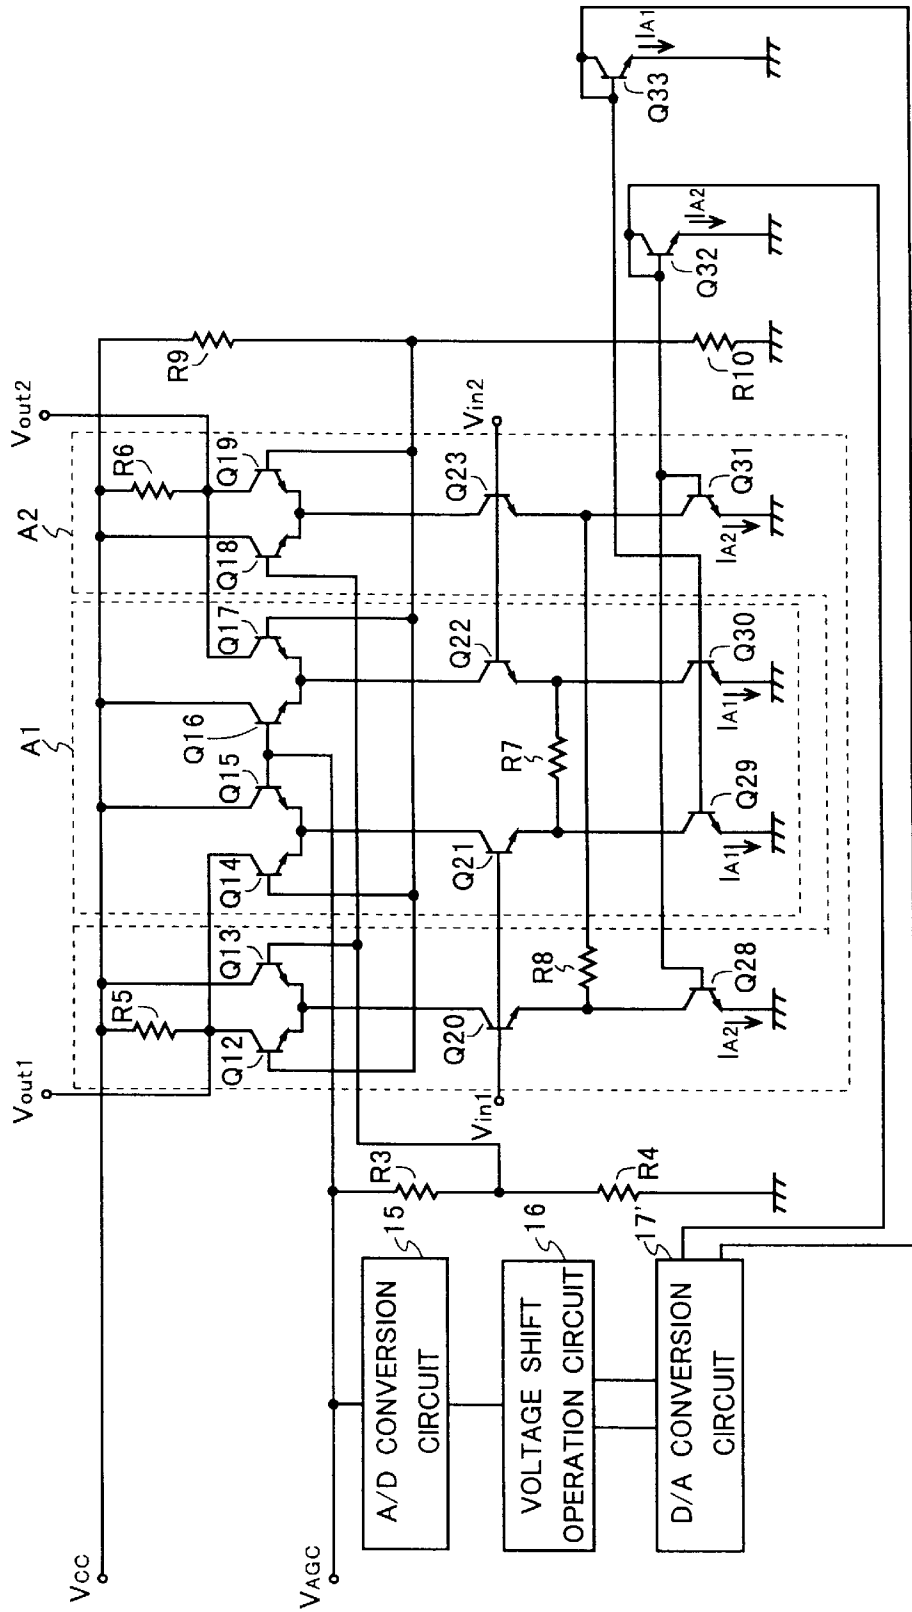 VCC
VAGC
A/D CONVERSION
CIRCUIT
15
VOLTAGE SHIFT
OPERATION CIRCUIT
16
D/A CONVERSION
CIRCUIT
17'
R3
R4
Vout1
Vin1
R5
Q12
Q13
Q20
R8
Q28
IA2
A1
Q14
Q15
Q16
Q17
Q21
Q22
R7
Q29
Q30
IA1
IA1
A2
R6
Q18
Q19
Q23
Q31
IA2
Vout2
Vin2
R9
R10
Q32
IA2
Q33
IA1